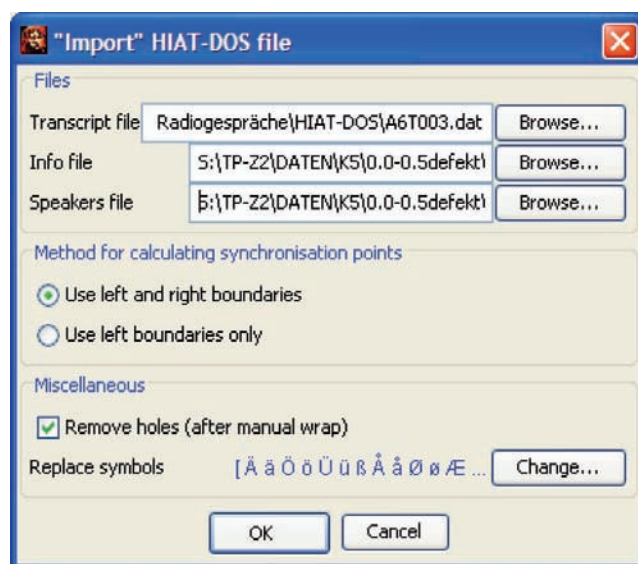 "Import" HIAT-DOS file
Files
Transcript file Radiogespräche\HIAT-DOS\A6T003.dat Browse...
Info file S:\TP-Z2\DATEN\K5\0.0-0.5defekt\ Browse...
Speakers file S:\TP-Z2\DATEN\K5\0.0-0.5defekt\ Browse...
Method for calculating synchronisation points
Use left and right boundaries
Use left boundaries only
Miscellaneous
Remove holes (after manual wrap)
Replace symbols [Ä ä Ö ö Ü ü ß Å å Ø ø Æ ... Change...
OK Cancel